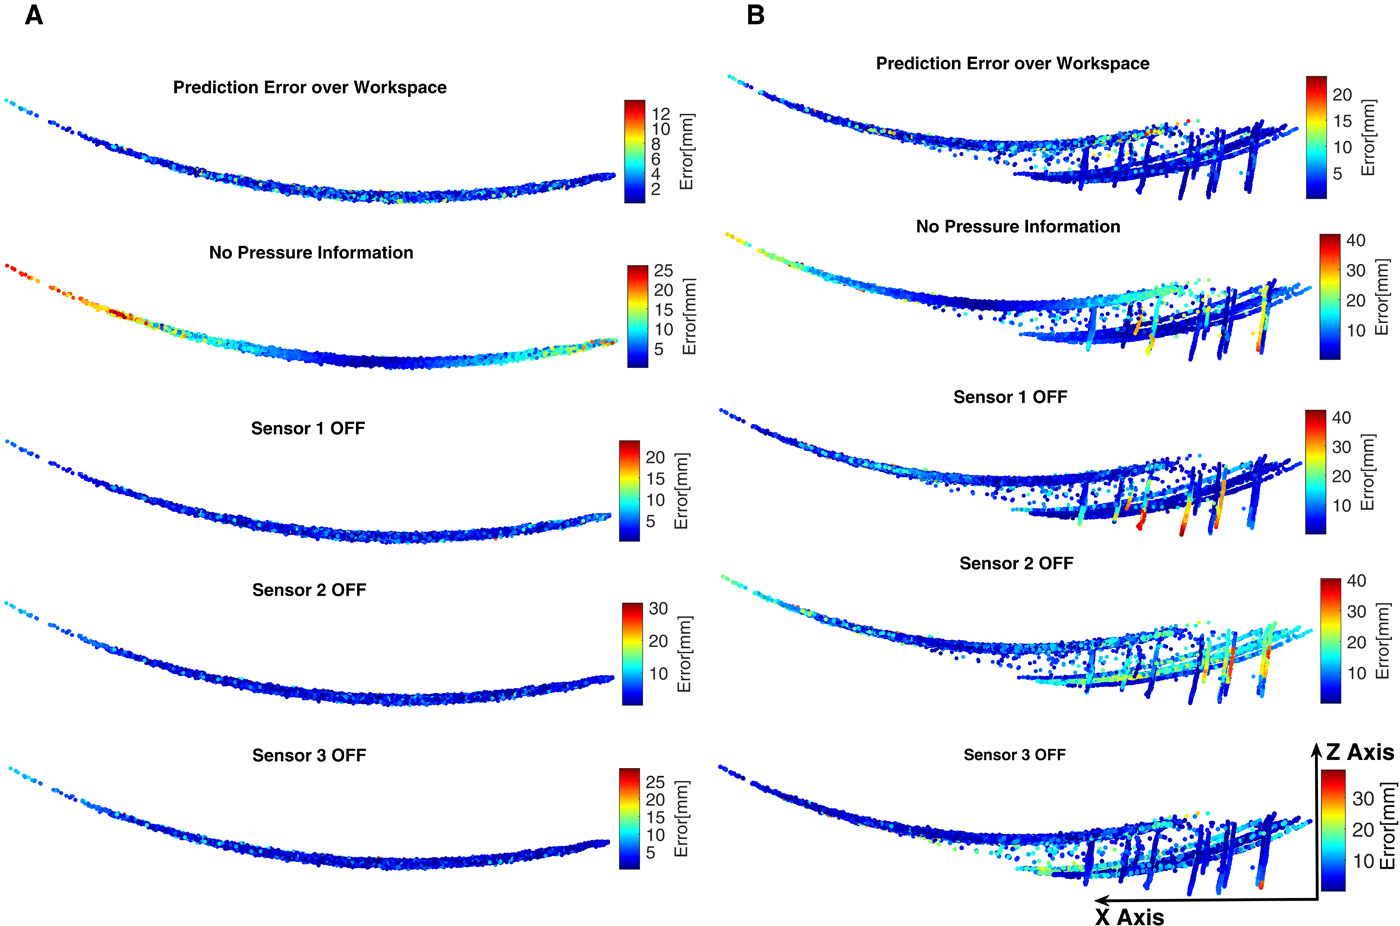 A
Prediction Error over Workspace
12
10
8
6
4
2
Error[mm]
No Pressure Information
25
20
15
10
5
Error[mm]
Sensor 1 OFF
20
15
10
5
Error[mm]
Sensor 2 OFF
30
20
10
Error[mm]
Sensor 3 OFF
25
20
15
10
5
Error[mm]
B
Prediction Error over Workspace
20
15
10
5
Error[mm]
No Pressure Information
40
30
20
10
Error[mm]
Sensor 1 OFF
40
30
20
10
Error[mm]
Sensor 2 OFF
40
30
20
10
Error[mm]
Sensor 3 OFF
Z Axis
30
20
10
Error[mm]
X Axis